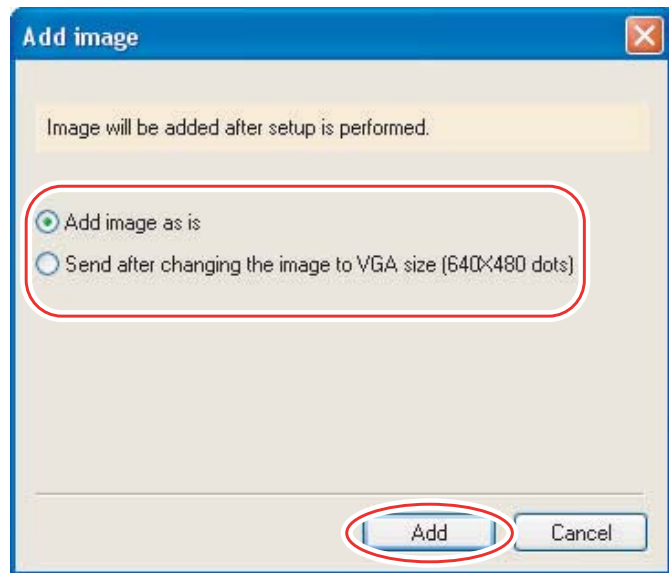 Add image
Image will be added after setup is performed.
Add image as is
Send after changing the image to VGA size (640X480 dots)
Add
Cancel